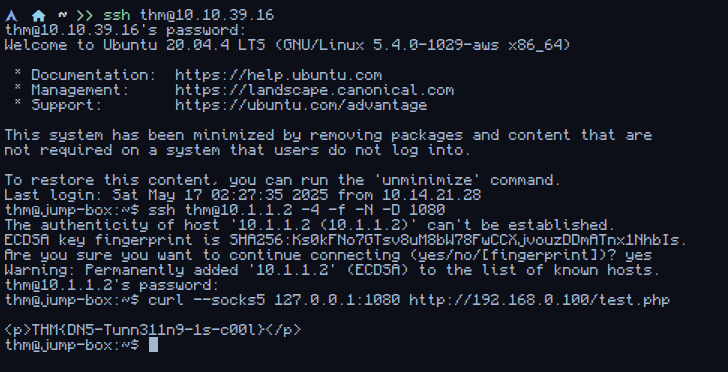 ~ >> ssh thm@10.10.39.16
thm@10.10.39.16's password:
Welcome to Ubuntu 20.04.4 LTS (GNU/Linux 5.4.0-1029-aws x86_64)
* Documentation: https://help.ubuntu.com
* Management: https://landscape.canonical.com
* Support: https://ubuntu.com/advantage
This system has been minimized by removing packages and content that are
not required on a system that users do not log into.
To restore this content, you can run the 'unminimize' command.
Last login: Sat May 17 02:27:35 2025 from 10.14.21.28
thm@jump-box:~$ ssh thm@10.1.1.2 -4 -f -N -D 1080
The authenticity of host '10.1.1.2 (10.1.1.2)' can't be established.
ECDSA key fingerprint is SHA256:Ks0kFNo7GTsv8uM8bW78FwCCXjvouzDDmATnx1NhbIs.
Are you sure you want to continue connecting (yes/no/[fingerprint])? yes
Warning: Permanently added '10.1.1.2' (ECDSA) to the list of known hosts.
thm@10.1.1.2's password:
thm@jump-box:~$ curl --socks5 127.0.0.1:1080 http://192.168.0.100/test.php
<p>THM{DN5-Tunn311n9-1s-c00l}</p>
thm@jump-box:~$